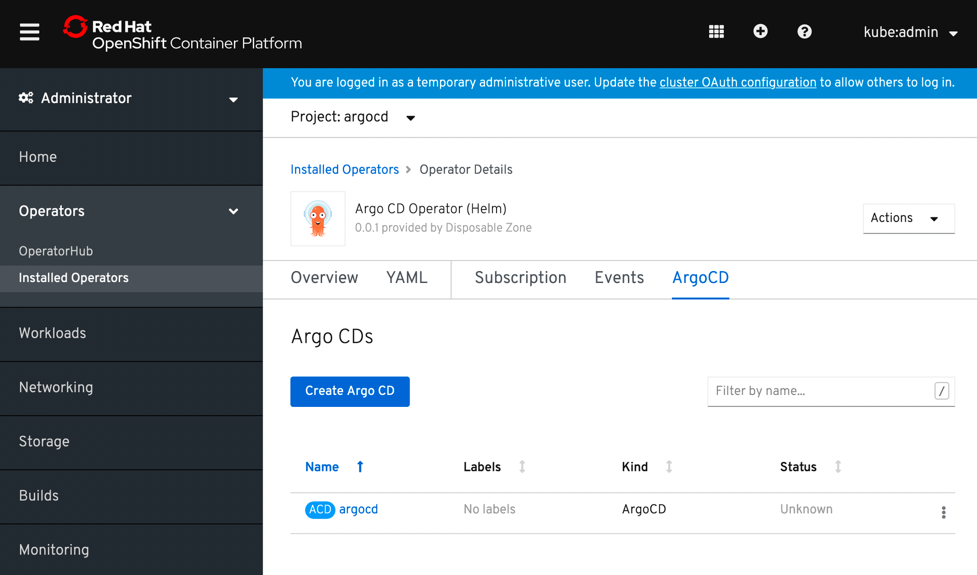 Red Hat
OpenShift Container Platform
kube:admin
Administrator
Home
Operators
OperatorHub
Installed Operators
Workloads
Networking
Storage
Builds
Monitoring
You are logged in as a temporary administrative user. Update the cluster OAuth configuration to allow others to log in.
Project: argocd
Installed Operators > Operator Details
Argo CD Operator (Helm)
0.0.1 provided by Disposable Zone
Actions
Overview YAML Subscription Events ArgoCD
Argo CDs
Create Argo CD
Filter by name... /
Name Labels Kind Status
ACD argocd No labels ArgoCD Unknown